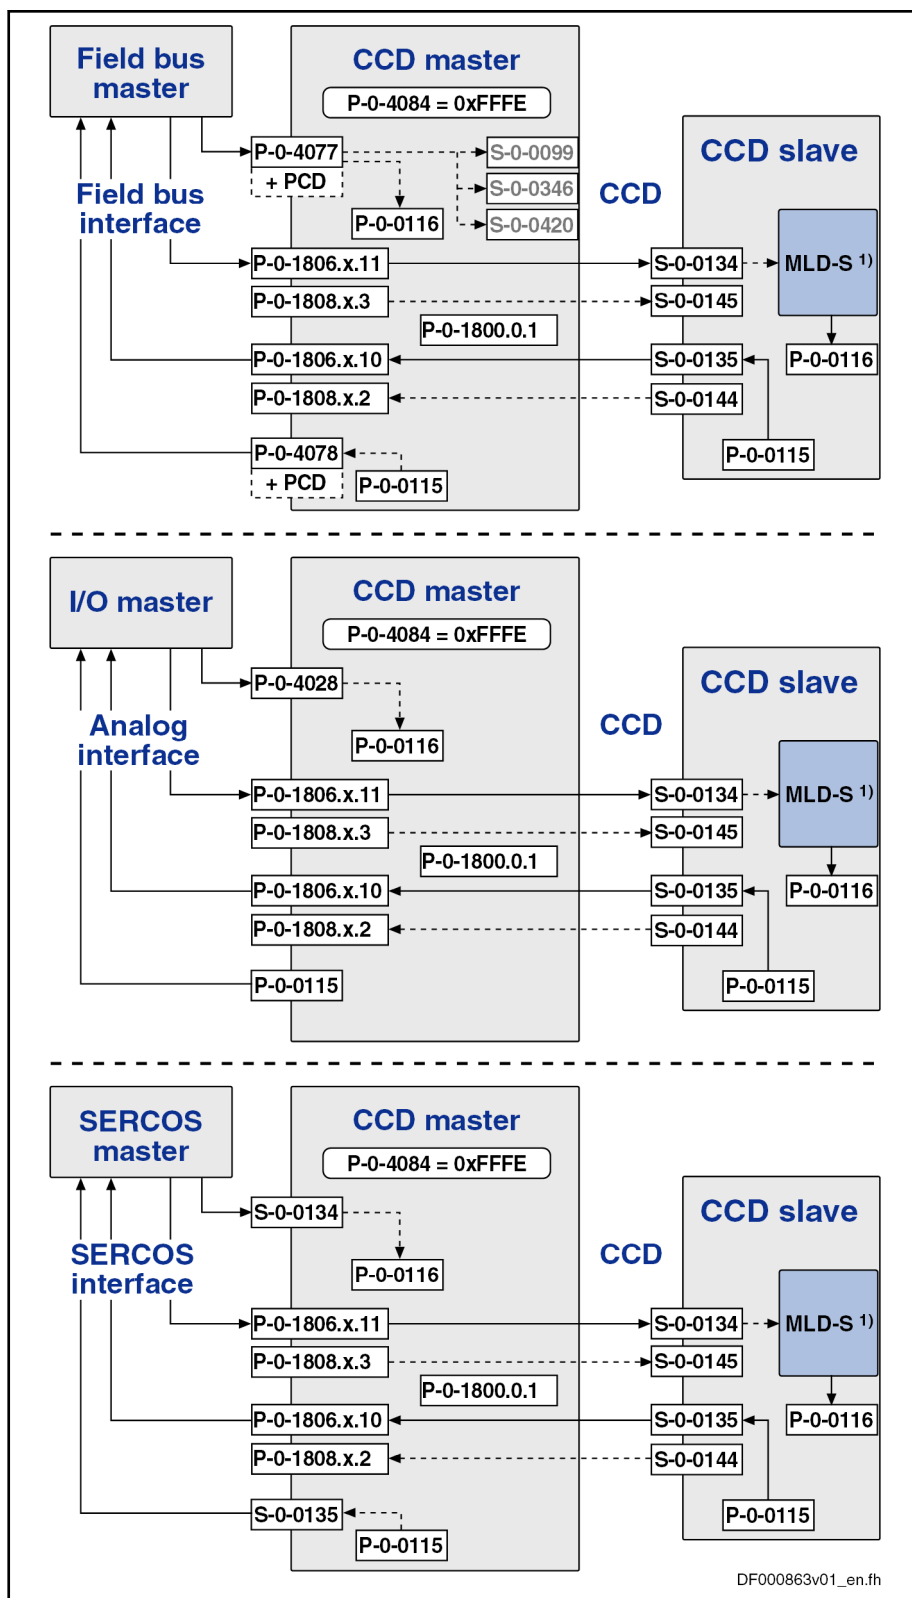 Field bus
master
CCD master
P-0-4084 = 0xFFFE
P-0-4077
+ PCD
S-0-0099
S-0-0346
S-0-0420
P-0-0116
CCD
CCD slave
Field bus
interface
P-0-1806.x.11
S-0-0134
MLD-S 1)
P-0-1808.x.3
S-0-0145
P-0-1800.0.1
P-0-1806.x.10
S-0-0135
P-0-0116
P-0-1808.x.2
S-0-0144
P-0-4078
+ PCD
P-0-0115
P-0-0115
I/O master
CCD master
P-0-4084 = 0xFFFE
P-0-4028
P-0-0116
CCD
CCD slave
Analog
interface
P-0-1806.x.11
S-0-0134
MLD-S 1)
P-0-1808.x.3
S-0-0145
P-0-1800.0.1
P-0-1806.x.10
S-0-0135
P-0-0116
P-0-1808.x.2
S-0-0144
P-0-0115
P-0-0115
SERCOS
master
CCD master
P-0-4084 = 0xFFFE
S-0-0134
P-0-0116
CCD
CCD slave
SERCOS
interface
P-0-1806.x.11
S-0-0134
MLD-S 1)
P-0-1808.x.3
S-0-0145
P-0-1800.0.1
P-0-1806.x.10
S-0-0135
P-0-0116
P-0-1808.x.2
S-0-0144
S-0-0135
P-0-0115
P-0-0115
DF000863v01_en.fh